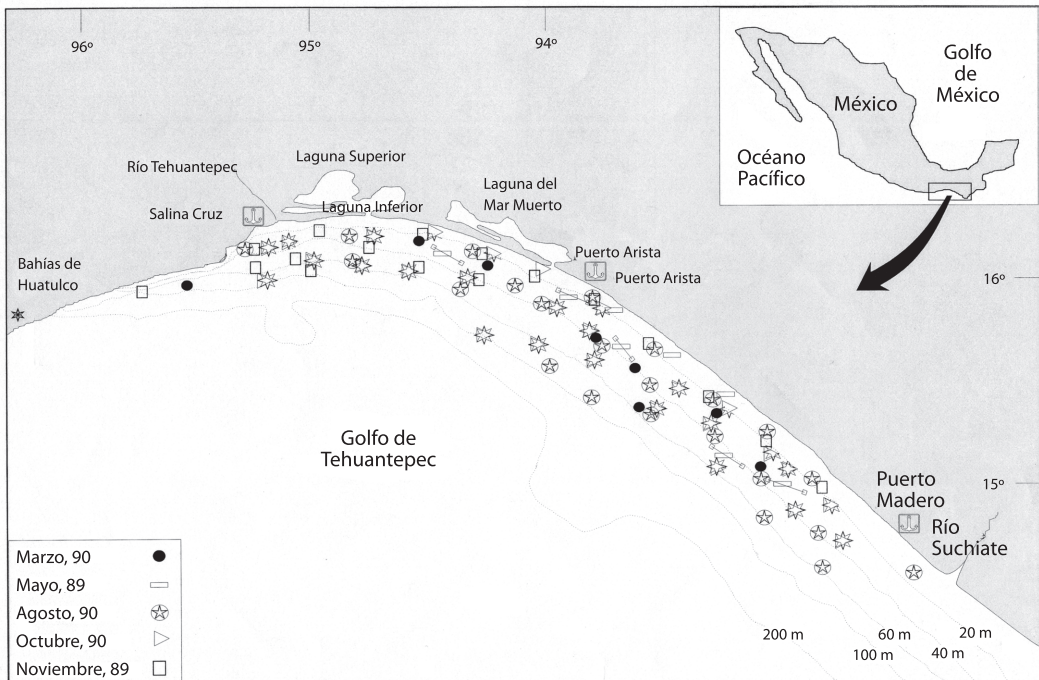 96º
95º
94º
Golfo
de
México
México
Océano
Pacífico
Río Tehuantepec
Laguna Superior
Laguna del
Mar Muerto
Salina Cruz
Laguna Inferior
Puerto Arista
Puerto Arista
Bahías de
Huatulco
16º
Golfo de
Tehuantepec
15º
Puerto
Madero
Río
Suchiate
Marzo, 90
Mayo, 89
Agosto, 90
Octubre, 90
Noviembre, 89
200 m
60 m
20 m
100 m
40 m